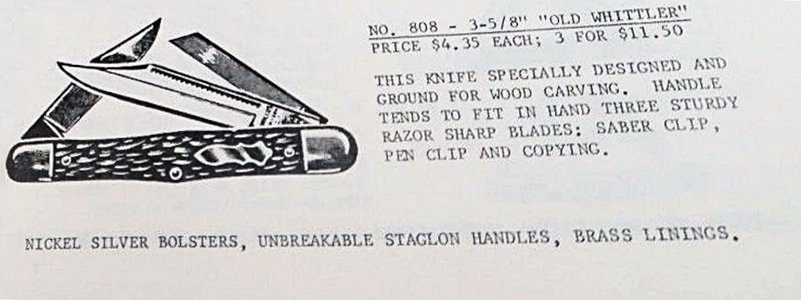 NO. 808 - 3-5/8" "OLD WHITTLER"
PRICE $4.35 EACH; 3 FOR $11.50
THIS KNIFE SPECIALLY DESIGNED AND
GROUND FOR WOOD CARVING. HANDLE
TENDS TO FIT IN HAND THREE STURDY
RAZOR SHARP BLADES: SABER CLIP,
PEN CLIP AND COPYING.
NICKEL SILVER BOLSTERS, UNBREAKABLE STAGLON HANDLES, BRASS LININGS.